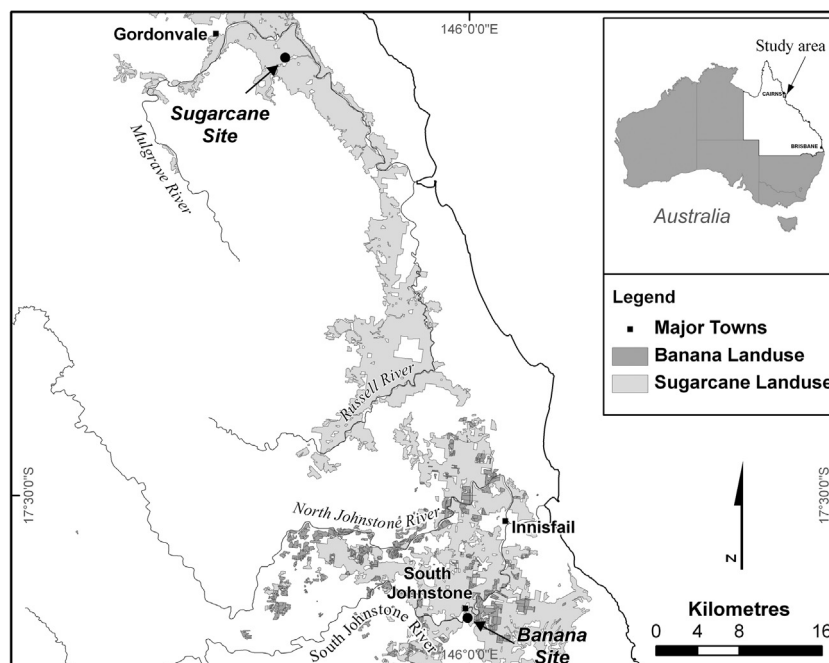 146°0'0"E
Gordonvale
Sugarcane
Site
Mulgrave River
Russell River
17°30'0"S
North Johnstone River
Innisfail
South
Johnstone
South Johnstone River
Banana
Site
146°0'0"E
Study area
CAIRNS
BRISBANE
Australia
Legend
Major Towns
Banana Landuse
Sugarcane Landuse
17°30'0"S
N
Kilometres
0 4 8 16